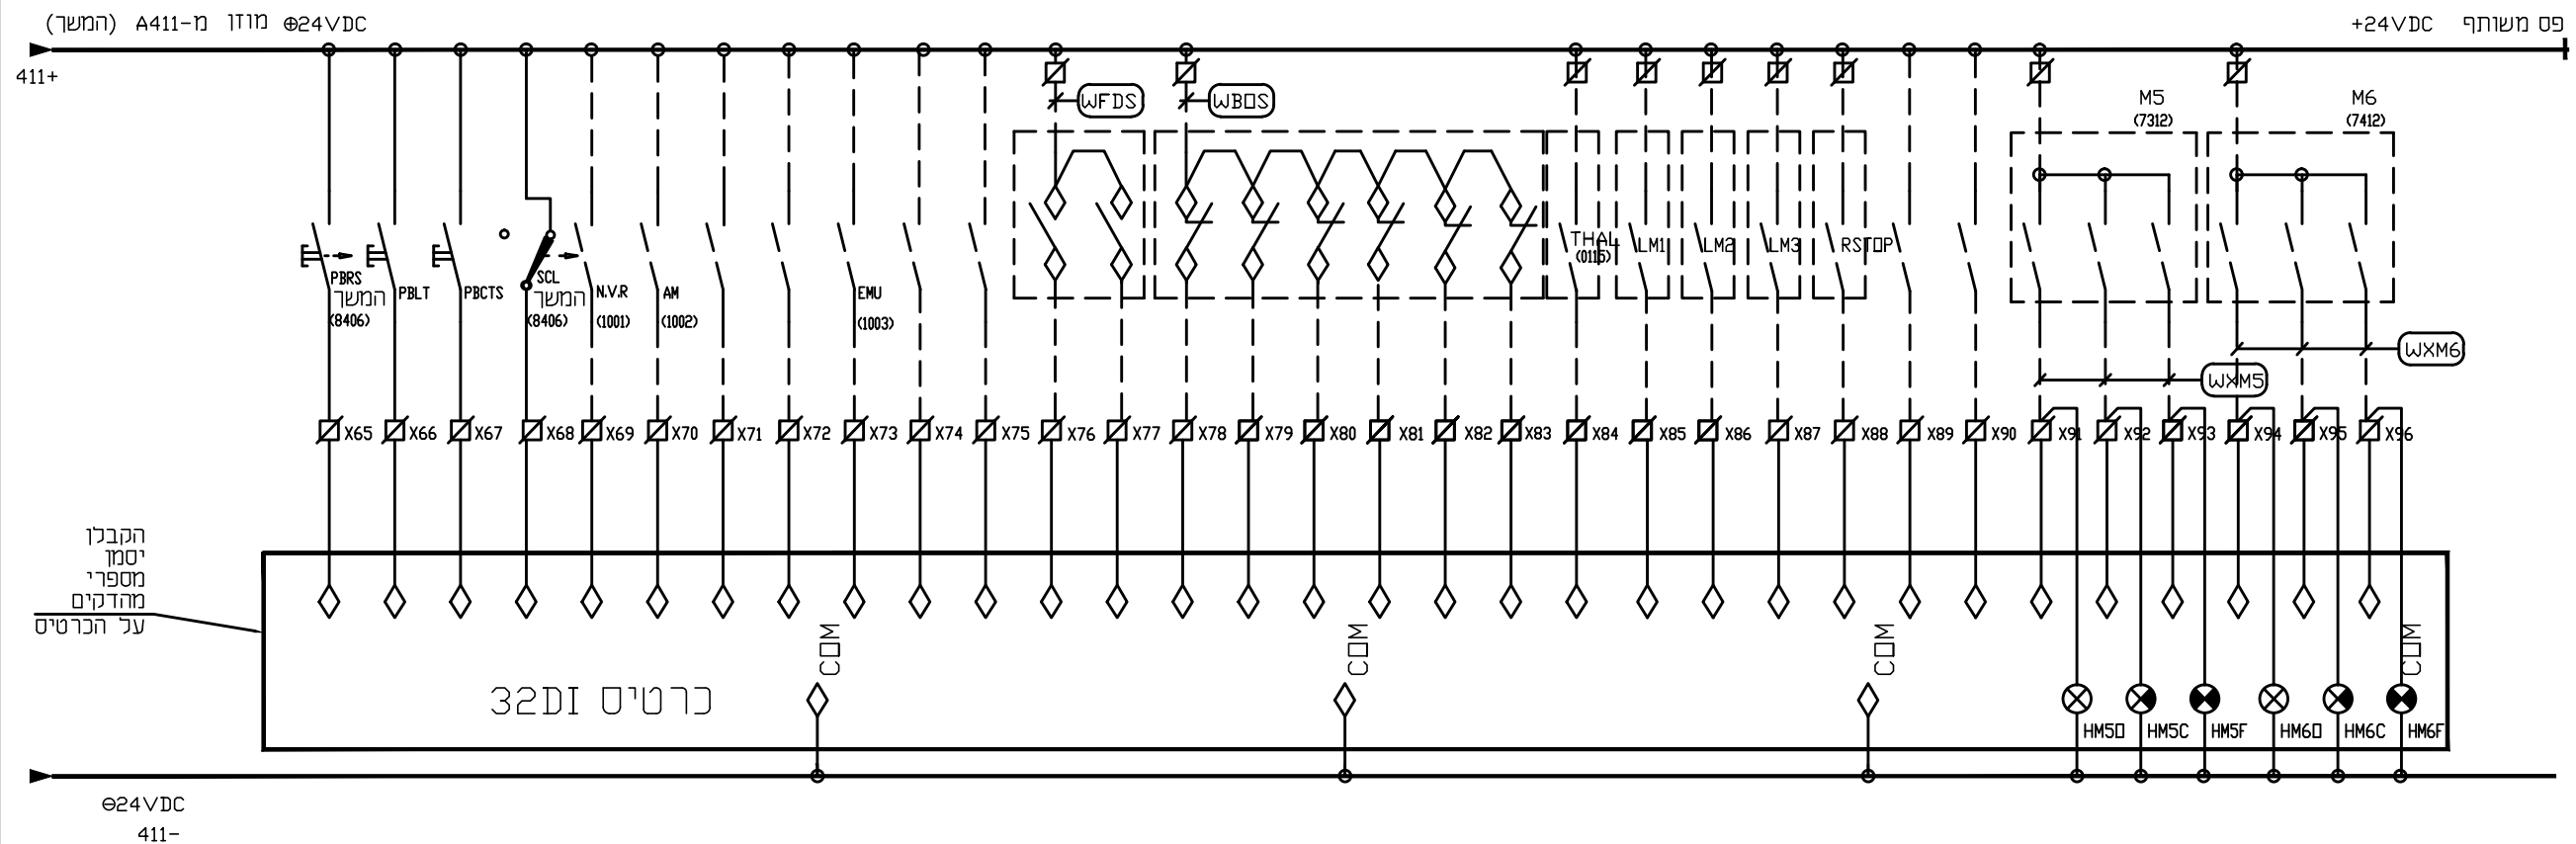 (המשך) A411-מוזן מ ⊕24VDC
+24VDC פס משותף
411+
WFDS
WBOS
M5
(7312)
M6
(7412)
THAL
(0115)
LM1
LM2
LM3
RSTOP
PBRS
המשך
(8406)
PBLT
PBCTS
SCL
המשך
(8406)
N.V.R
(1001)
AM
(1002)
EMU
(1003)
WXM6
WXM5
X65
X66
X67
X68
X69
X70
X71
X72
X73
X74
X75
X76
X77
X78
X79
X80
X81
X82
X83
X84
X85
X86
X87
X88
X89
X90
X91
X92
X93
X94
X95
X96
הקבלן
יסמן
מספרי
מהדקים
על הכרטיס
COM
COM
COM
COM
כרטיס 32DI
HM5O
HM5C
HM5F
HM6O
HM6C
HM6F
⊖24VDC
411-